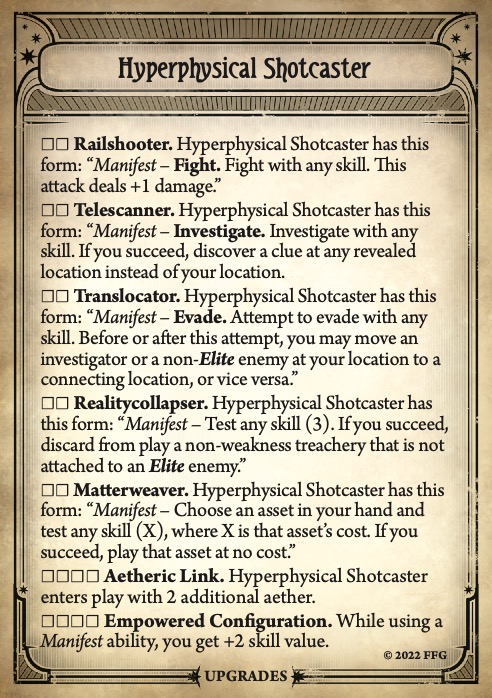 Hyperphysical Shotcaster
□□ Railshooter. Hyperphysical Shotcaster has this
form: “Manifest – Fight. Fight with any skill. This
attack deals +1 damage.”
□□ Telescanner. Hyperphysical Shotcaster has this
form: “Manifest – Investigate. Investigate with any
skill. If you succeed, discover a clue at any revealed
location instead of your location.
□□ Translocator. Hyperphysical Shotcaster has this
form: “Manifest – Evade. Attempt to evade with any
skill. Before or after this attempt, you may move an
investigator or a non-Elite enemy at your location to a
connecting location, or vice versa.”
□□ Realitycollapser. Hyperphysical Shotcaster has
this form: “Manifest – Test any skill (3). If you succeed,
discard from play a non-weakness treachery that is not
attached to an Elite enemy.”
□□ Matterweaver. Hyperphysical Shotcaster has this
form: “Manifest – Choose an asset in your hand and
test any skill (X), where X is that asset’s cost. If you
succeed, play that asset at no cost.”
□□□□ Aetheric Link. Hyperphysical Shotcaster
enters play with 2 additional aether.
□□□□ Empowered Configuration. While using a
Manifest ability, you get +2 skill value.
© 2022 FFG
UPGRADES